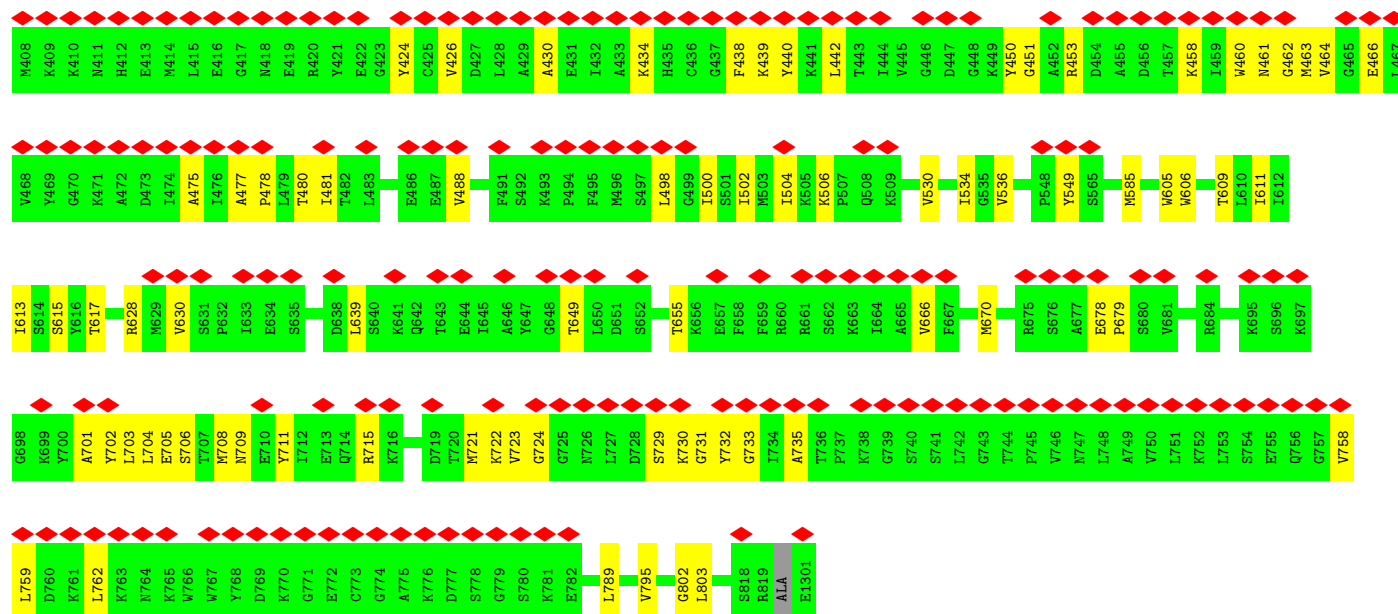 M408 K409 K410 N411 H412 E413 M414 L415 E416 G417 N418 E419 R420 Y421 E422 G423 Y424 C425 V426 D427 L428 A429 A430 E431 I432 A433 K434 H435 C436 G437 F438 K439 Y440 K441 L442 T443 I444 V445 G446 D447 G448 K449 Y450 G451 A452 R453 D454 A455 D456 T457 K458 I459 W460 N461 G462 M463 V464 G465 E466 L467
V468 Y469 G470 K471 A472 D473 I474 A475 I476 A477 P478 L479 T480 I481 T482 L483 E486 E487 V488 F491 S492 K493 P494 F495 M496 S497 L498 G499 I500 S501 I502 M503 I504 K505 K506 P507 Q508 K509 V530 I534 G535 V536 P548 Y549 S565 M585 W605 W606 T609 L610 I611 I612
I613 S614 S615 Y616 T617 R628 M629 V630 S631 P632 I633 E634 S635 D638 L639 S640 K641 Q642 T643 E644 I645 A646 Y647 G648 T649 L650 D651 S652 T655 K656 E657 F658 F659 R660 R661 S662 K663 I664 A665 V666 F667 M670 R675 S676 A677 E678 P679 S680 V681 R684 K695 S696 K697
G698 K699 Y700 A701 Y702 L703 L704 E705 S706 T707 M708 N709 E710 Y711 I712 E713 Q714 R715 K716 D719 T720 M721 K722 V723 G724 G725 N726 L727 D728 S729 K730 G731 Y732 G733 I734 A735 T736 P737 K738 G739 S740 S741 L742 G743 T744 P745 V746 N747 L748 A749 V750 L751 K752 L753 S754 E755 Q756 G757 V758
L759 D760 K761 L762 K763 N764 K765 W766 W767 Y768 D769 K770 G771 E772 C773 G774 A775 K776 D777 S778 G779 S780 K781 E782 L789 V795 G802 L803 S818 R819 ALA E1301